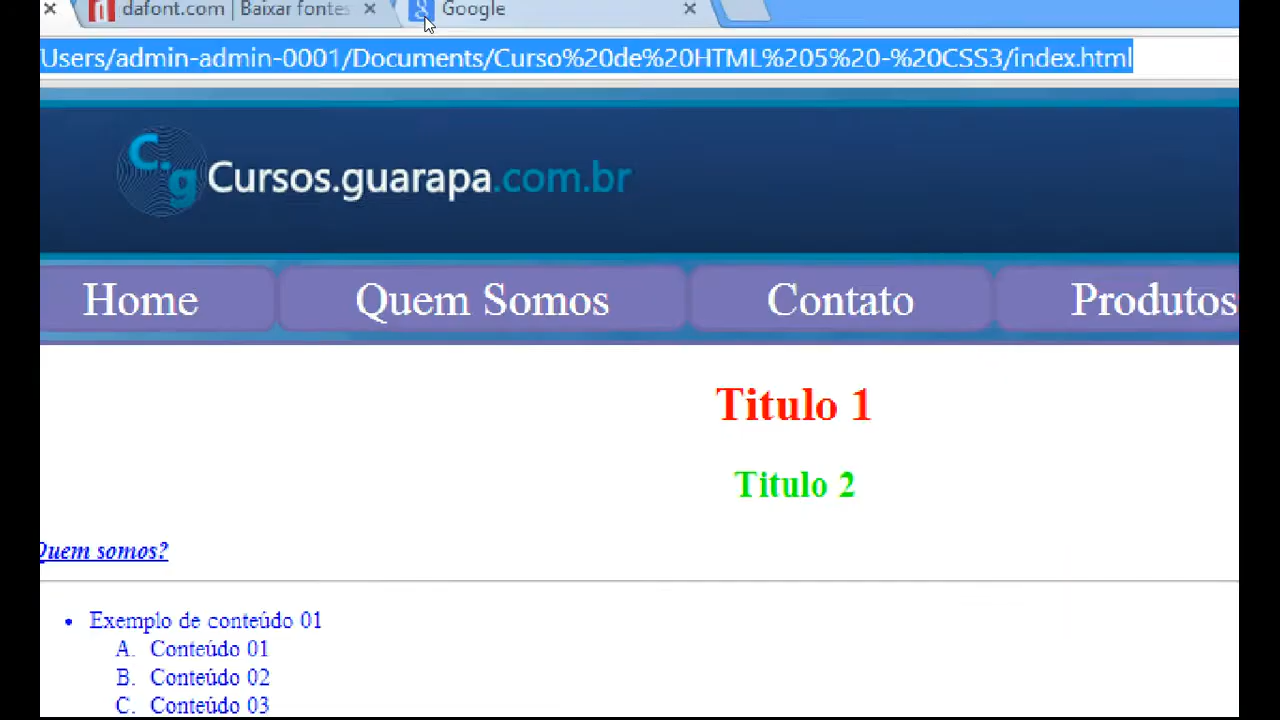 dafont.com | Baixar fontes
Google
Users/admin-admin-0001/Documents/Curso%20de%20HTML%205%20-%20CSS3/index.html
C.g
Cursos.guarapa.com.br
Home
Quem Somos
Contato
Produtos
Titulo 1
Titulo 2
Quem somos?
Exemplo de conteúdo 01
A. Conteúdo 01
B. Conteúdo 02
C. Conteúdo 03